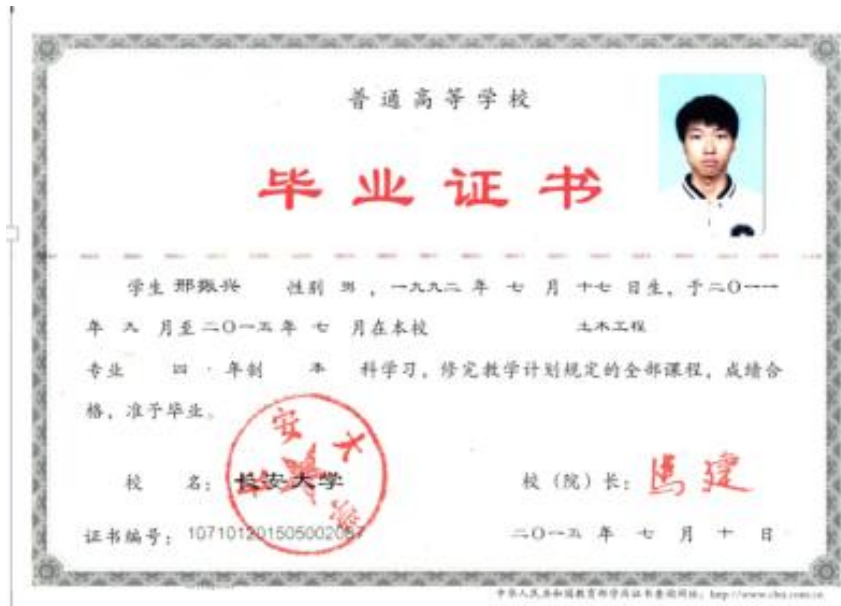 普通高等学校
毕业证书
学生 邢振兴 性别 男 ，一九九二 年 七 月 十七 日生，于二〇一一
年 九 月至二〇一五年 七 月在本校 土木工程
专业 四 · 年制 本 科学习，修完教学计划规定的全部课程，成绩合
格，准予毕业。
校 名： 长安大学 校（院）长：
证书编号： 107101201505002057 二〇一五 年 七 月 十 日
中华人民共和国教育部学历证书查询网址：http://www.chsi.com.cn